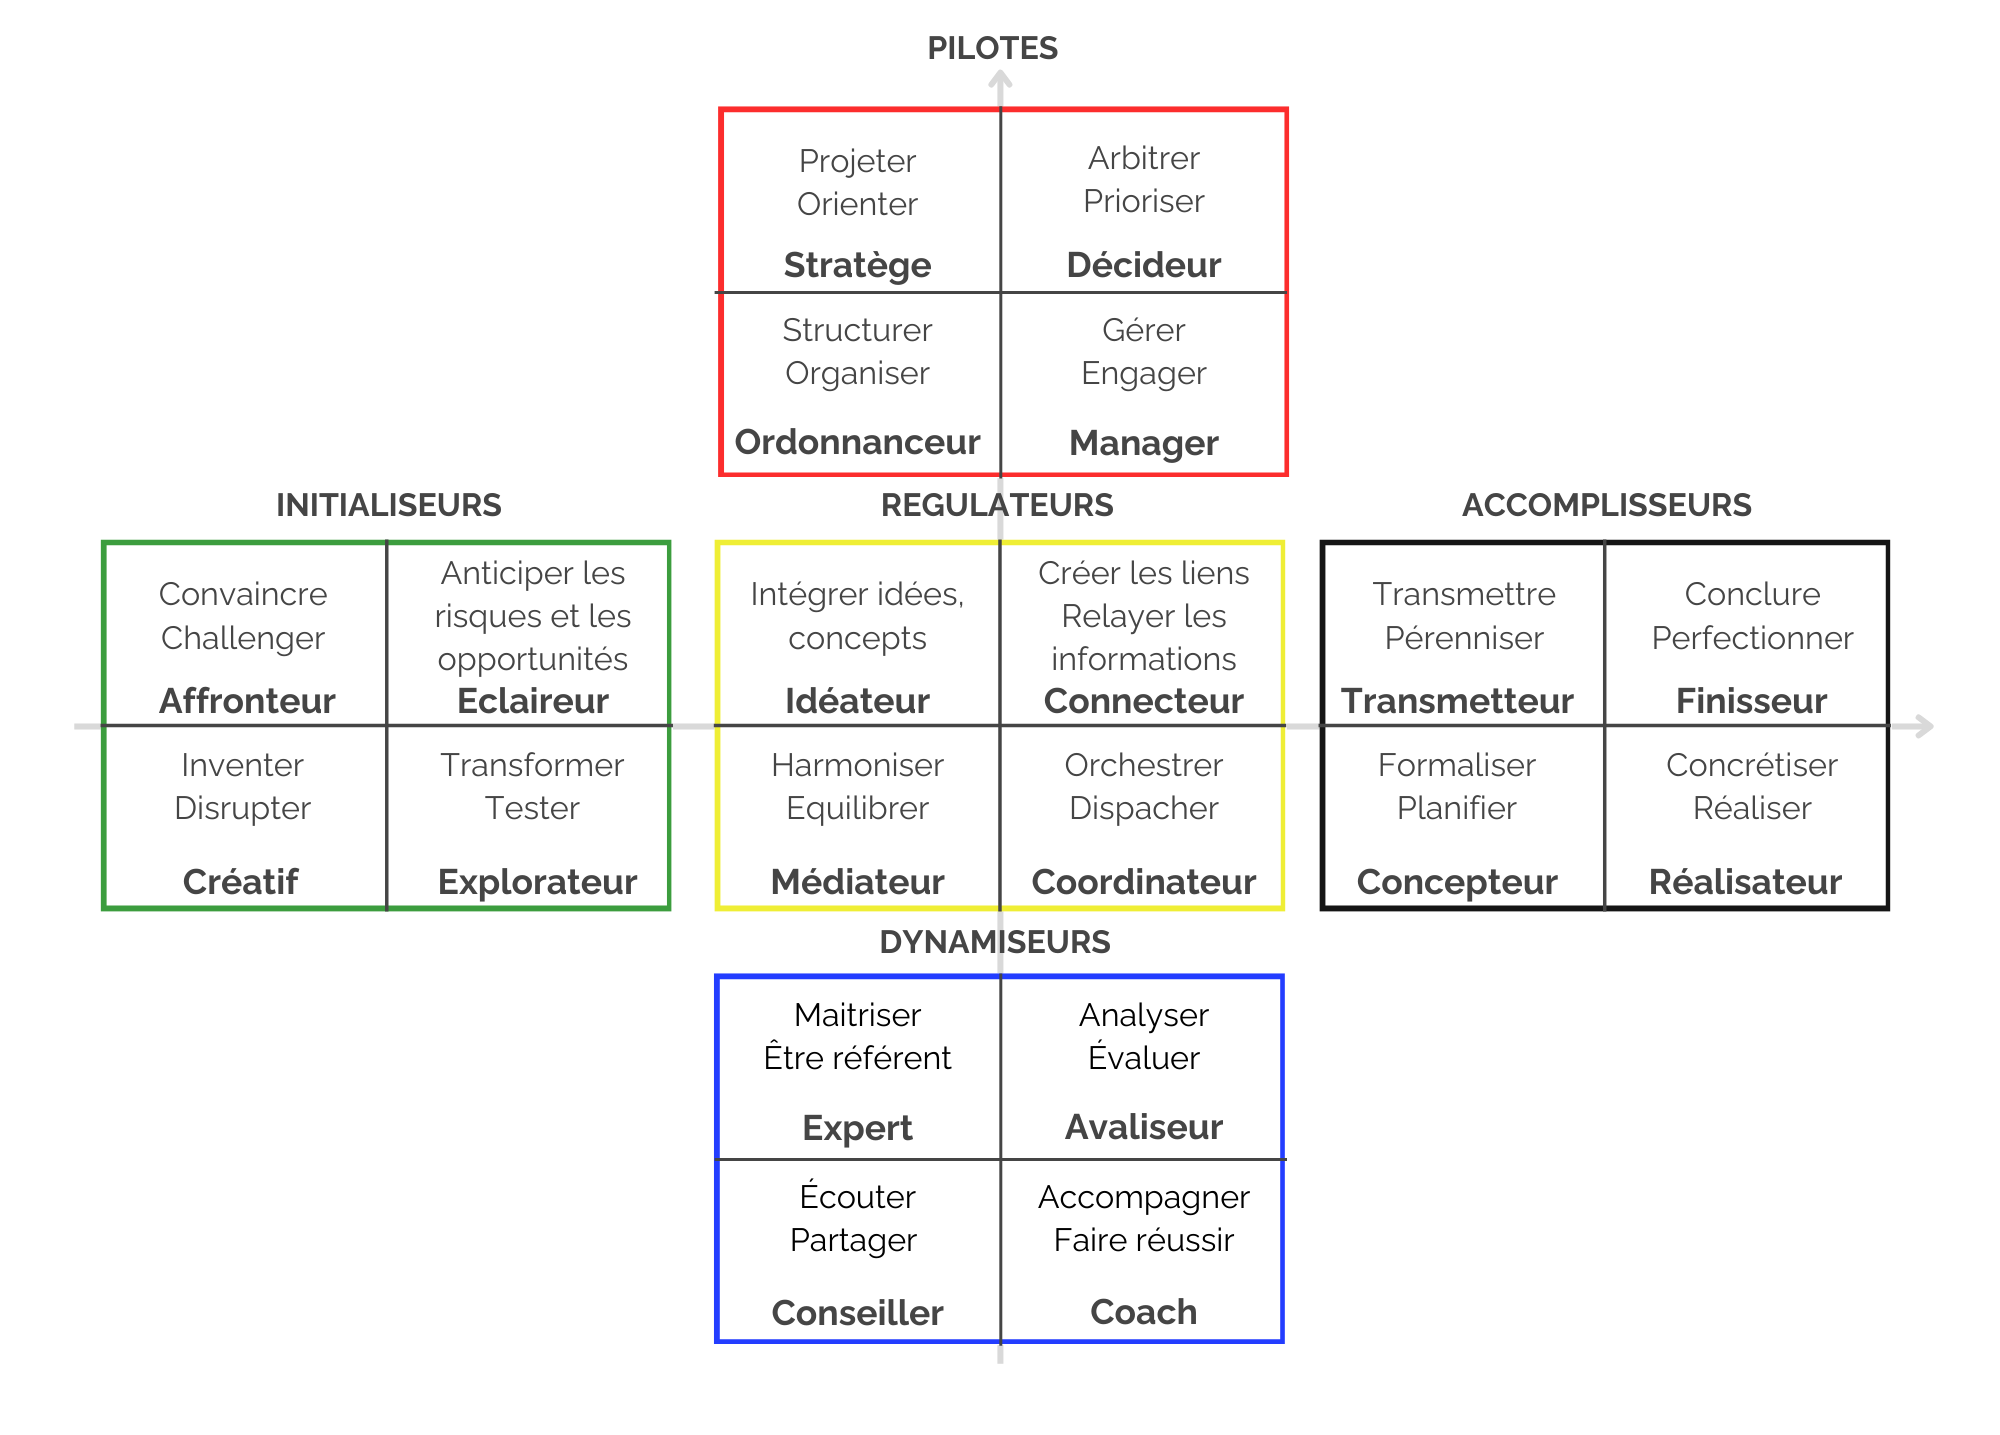 PILOTES
Projeter
Orienter
Stratège
Arbitrer
Prioriser
Décideur
Structurer
Organiser
Ordonnanceur
Gérer
Engager
Manager
INITIALISEURS
Convaincre
Challenger
Affronteur
Anticiper les
risques et les
opportunités
Eclaireur
Inventer
Disrupter
Créatif
Transformer
Tester
Explorateur
REGULATEURS
Intégrer idées,
concepts
Idéateur
Créer les liens
Relayer les
informations
Connecteur
Harmoniser
Equilibrer
Médiateur
Orchestrer
Dispacher
Coordinateur
ACCOMPLISSEURS
Transmettre
Pérenniser
Transmetteur
Conclure
Perfectionner
Finisseur
Formaliser
Planifier
Concepteur
Concrétiser
Réaliser
Réalisateur
DYNAMISEURS
Maitriser
Être référent
Expert
Analyser
Évaluer
Avaliseur
Écouter
Partager
Conseiller
Accompagner
Faire réussir
Coach